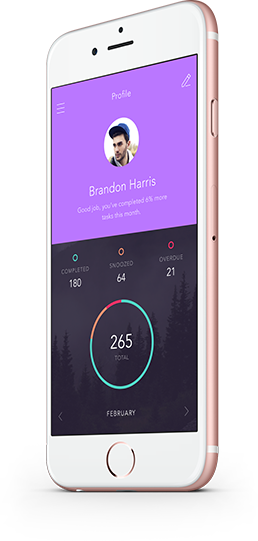 Profile
Brandon Harris
Good job, you've completed 6% more
tasks this month.
COMPLETED
180
SNOOZED
64
OVERDUE
21
265
TOTAL
FEBRUARY